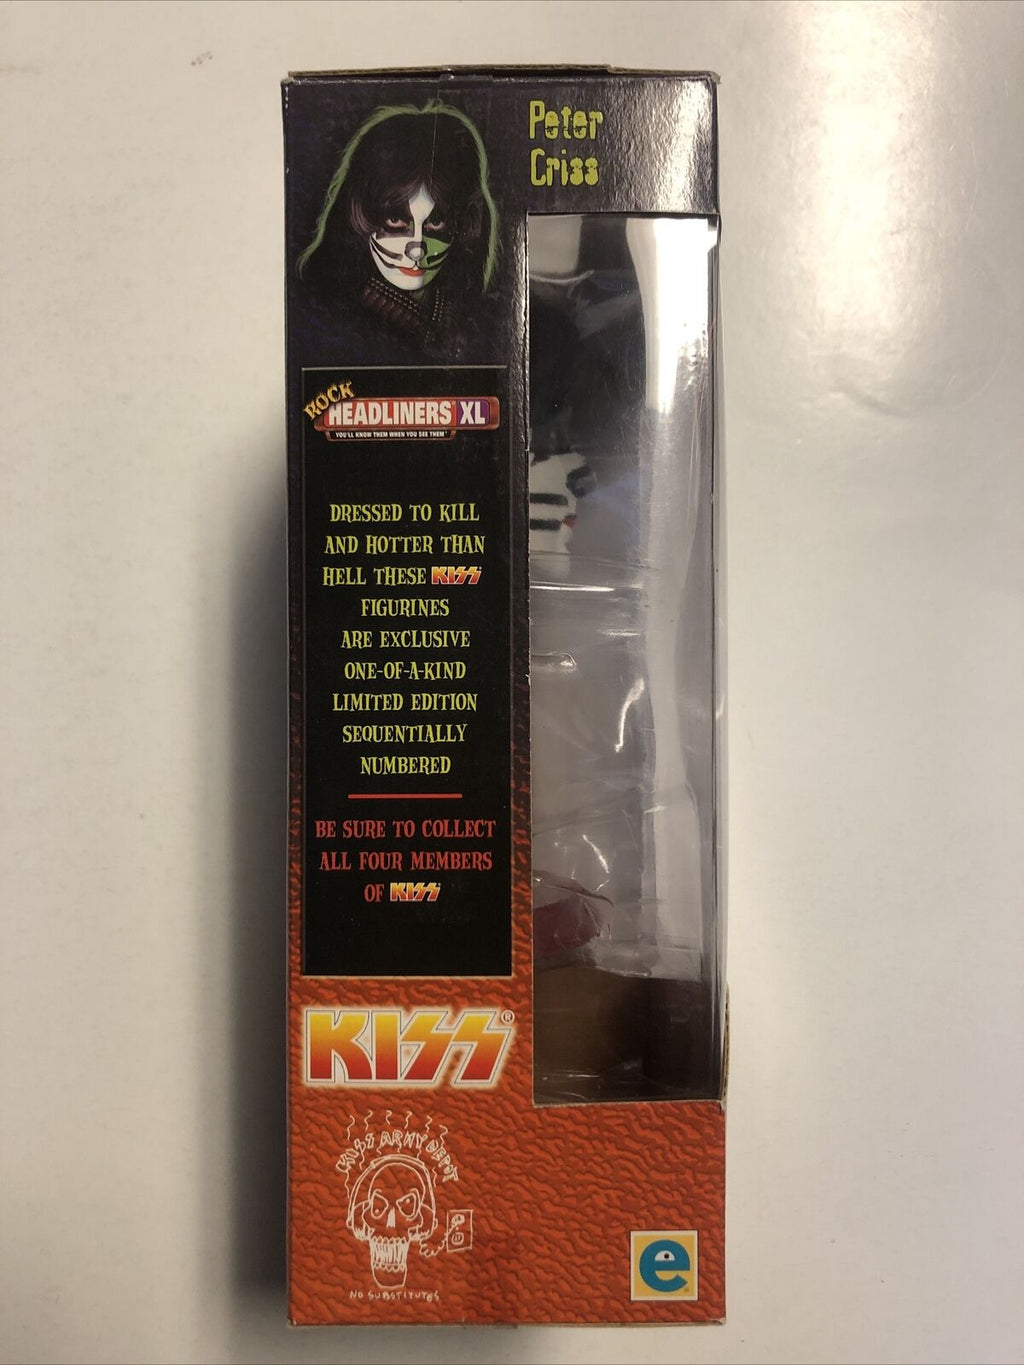 Peter
Criss
ROCK
HEADLINERS XL
YOU'LL KNOW THEM WHEN YOU SEE THEM™
DRESSED TO KILL
AND HOTTER THAN
HELL THESE KISS
FIGURINES
ARE EXCLUSIVE
ONE-OF-A-KIND
LIMITED EDITION
SEQUENTIALLY
NUMBERED
BE SURE TO COLLECT
ALL FOUR MEMBERS
OF KISS
KISS®
KISS ARMY DEPOT
NO SUBSTITUTES
e